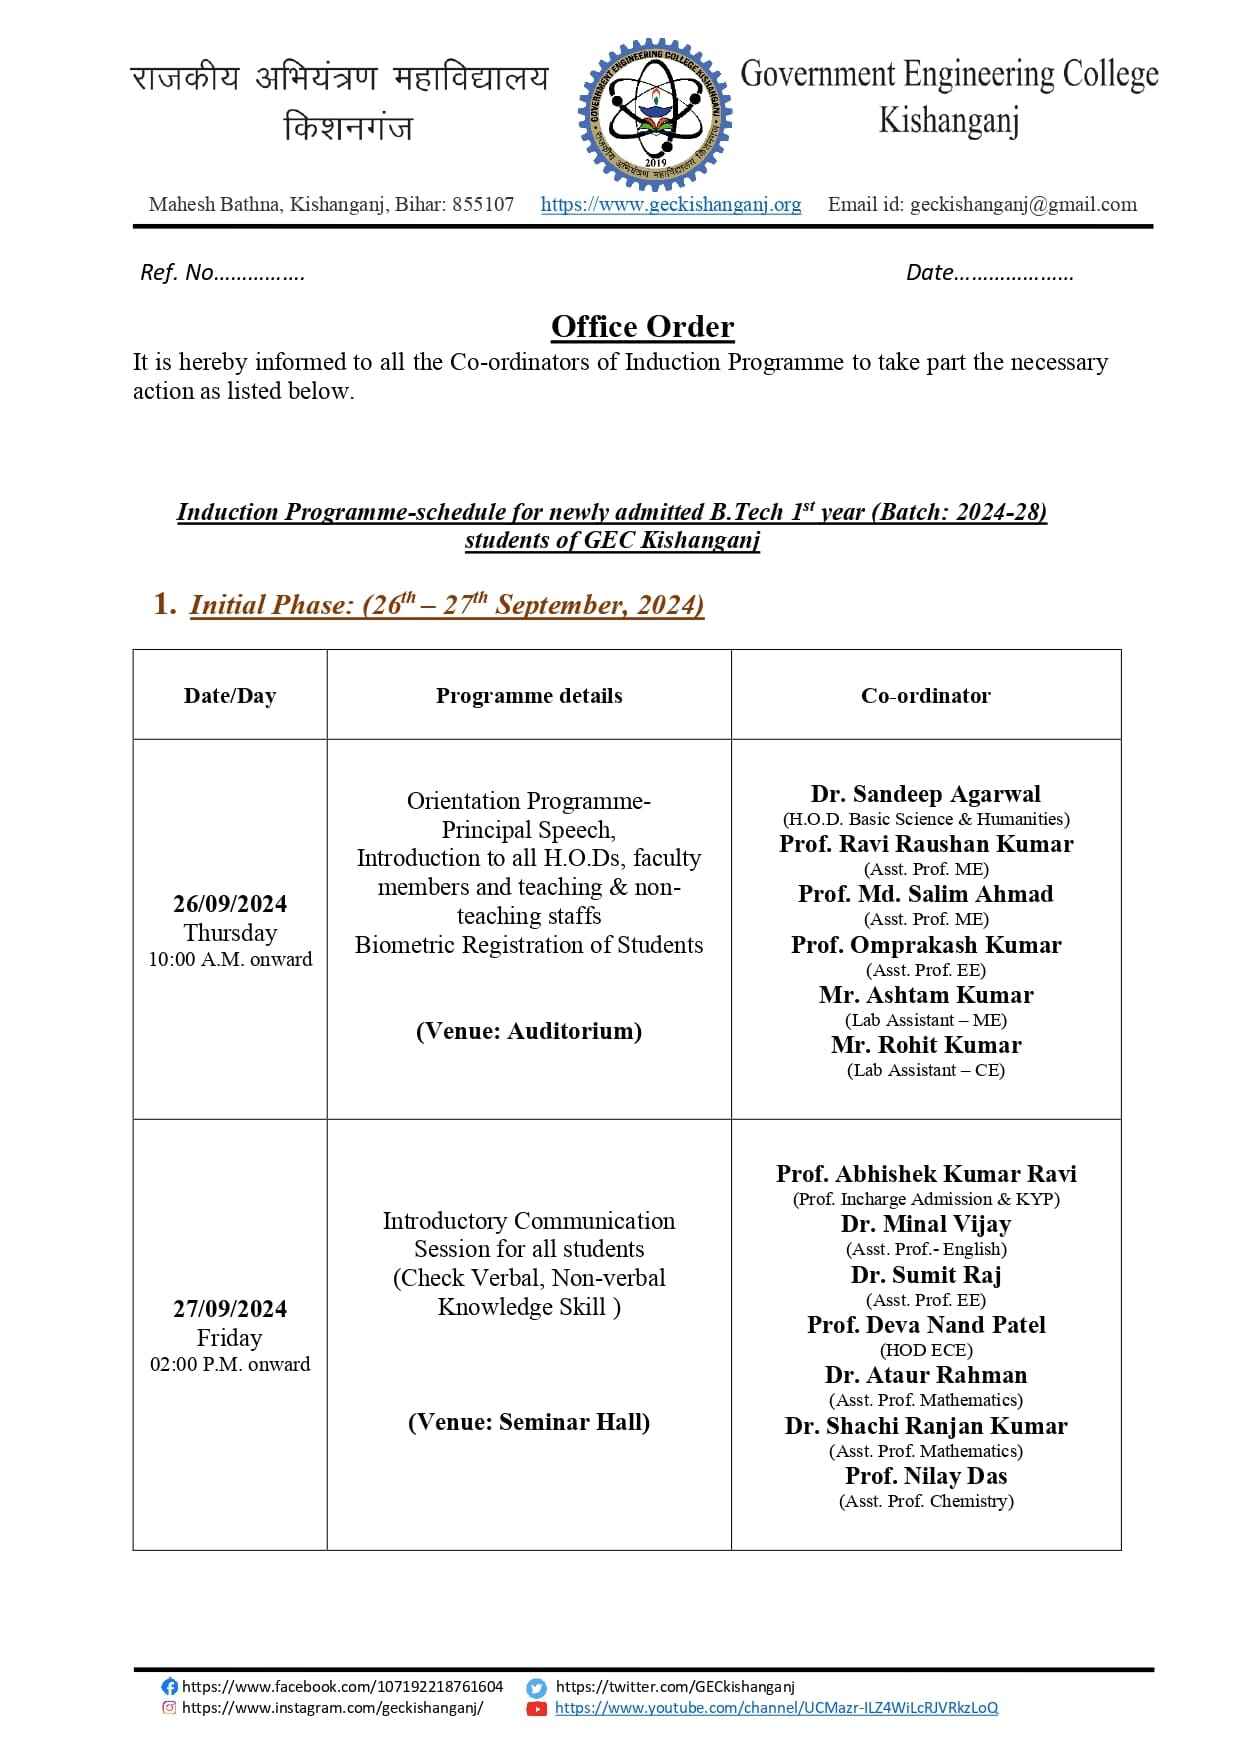 राजकीय अभियंत्रण महाविद्यालय
किशनगंज
GOVERNMENT ENGINEERING COLLEGE KISHANGANJ
2019
राजकीय अभियंत्रण महाविद्यालय किशनगंज
Government Engineering College
Kishanganj
Mahesh Bathna, Kishanganj, Bihar: 855107 https://www.geckishanganj.org Email id: geckishanganj@gmail.com
Ref. No............... Date.....................
Office Order
It is hereby informed to all the Co-ordinators of Induction Programme to take part the necessary
action as listed below.
Induction Programme-schedule for newly admitted B.Tech 1st year (Batch: 2024-28)
students of GEC Kishanganj
1. Initial Phase: (26th – 27th September, 2024)
Date/Day
Programme details
Co-ordinator
26/09/2024
Thursday
10:00 A.M. onward
Orientation Programme-
Principal Speech,
Introduction to all H.O.Ds, faculty
members and teaching & non-
teaching staffs
Biometric Registration of Students
(Venue: Auditorium)
Dr. Sandeep Agarwal
(H.O.D. Basic Science & Humanities)
Prof. Ravi Raushan Kumar
(Asst. Prof. ME)
Prof. Md. Salim Ahmad
(Asst. Prof. ME)
Prof. Omprakash Kumar
(Asst. Prof. EE)
Mr. Ashtam Kumar
(Lab Assistant – ME)
Mr. Rohit Kumar
(Lab Assistant – CE)
27/09/2024
Friday
02:00 P.M. onward
Introductory Communication
Session for all students
(Check Verbal, Non-verbal
Knowledge Skill )
(Venue: Seminar Hall)
Prof. Abhishek Kumar Ravi
(Prof. Incharge Admission & KYP)
Dr. Minal Vijay
(Asst. Prof.- English)
Dr. Sumit Raj
(Asst. Prof. EE)
Prof. Deva Nand Patel
(HOD ECE)
Dr. Ataur Rahman
(Asst. Prof. Mathematics)
Dr. Shachi Ranjan Kumar
(Asst. Prof. Mathematics)
Prof. Nilay Das
(Asst. Prof. Chemistry)
https://www.facebook.com/107192218761604 https://twitter.com/GECkishanganj
https://www.instagram.com/geckishanganj/ https://www.youtube.com/channel/UCMazr-ILZ4WiLcRJVRkzLoQ